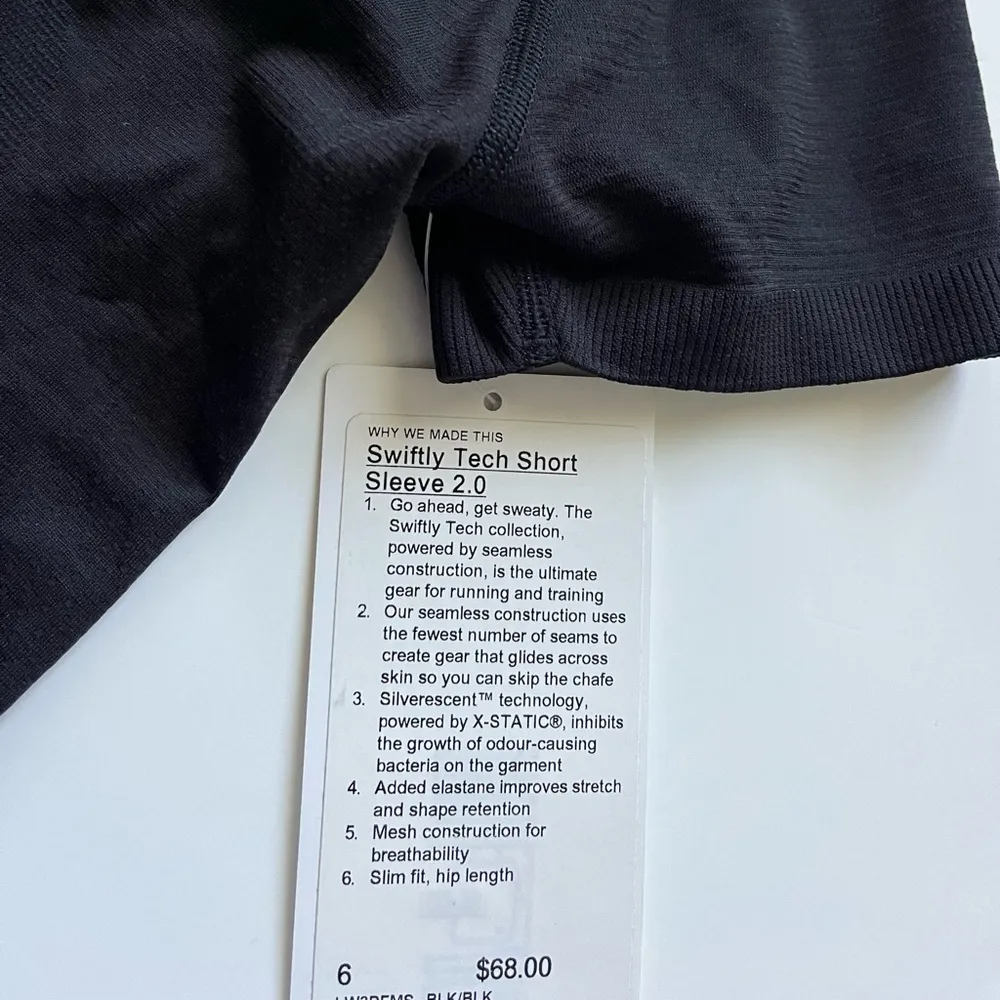 WHY WE MADE THIS
Swiftly Tech Short
Sleeve 2.0
1. Go ahead, get sweaty. The
Swiftly Tech collection,
powered by seamless
construction, is the ultimate
gear for running and training
2. Our seamless construction uses
the fewest number of seams to
create gear that glides across
skin so you can skip the chafe
3. Silverescent™ technology,
powered by X-STATIC®, inhibits
the growth of odour-causing
bacteria on the garment
4. Added elastane improves stretch
and shape retention
5. Mesh construction for
breathability
6. Slim fit, hip length
6 $68.00
BLK/BLK